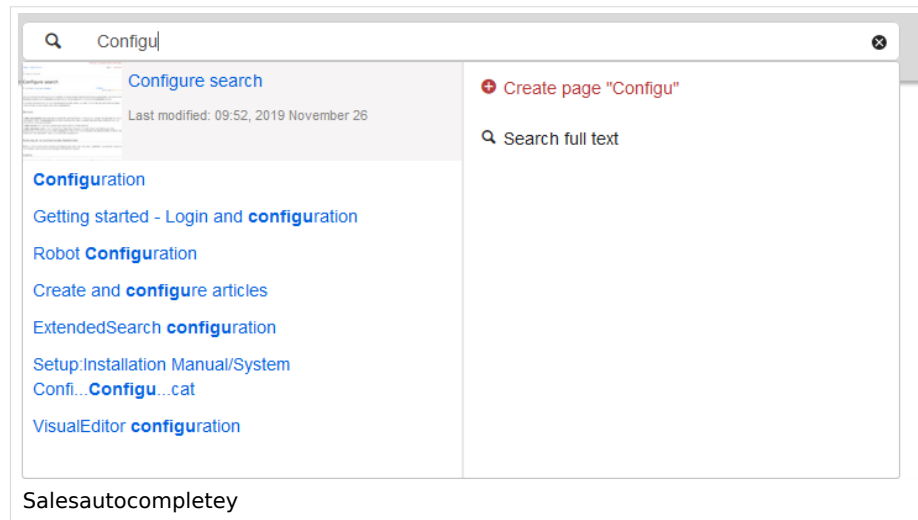 Configu
Configure search
Last modified: 09:52, 2019 November 26
Configuration
Getting started - Login and configuration
Robot Configuration
Create and configure articles
ExtendedSearch configuration
Setup:Installation Manual/System
Confi...Configu...cat
VisualEditor configuration
Create page "Configu"
Search full text
Salesautocompletey